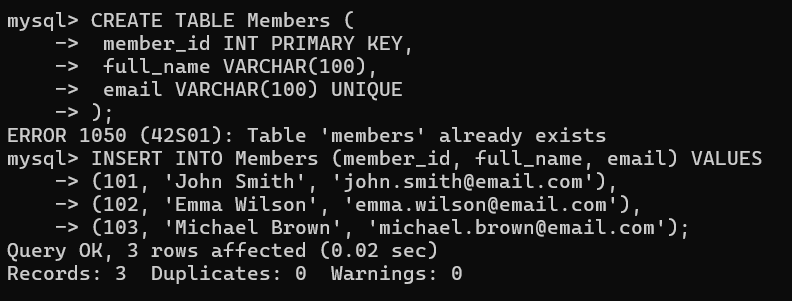 mysql> CREATE TABLE Members (
    ->  member_id INT PRIMARY KEY,
    ->  full_name VARCHAR(100),
    ->  email VARCHAR(100) UNIQUE
    -> );
ERROR 1050 (42S01): Table 'members' already exists
mysql> INSERT INTO Members (member_id, full_name, email) VALUES
    -> (101, 'John Smith', 'john.smith@email.com'),
    -> (102, 'Emma Wilson', 'emma.wilson@email.com'),
    -> (103, 'Michael Brown', 'michael.brown@email.com');
Query OK, 3 rows affected (0.02 sec)
Records: 3  Duplicates: 0  Warnings: 0